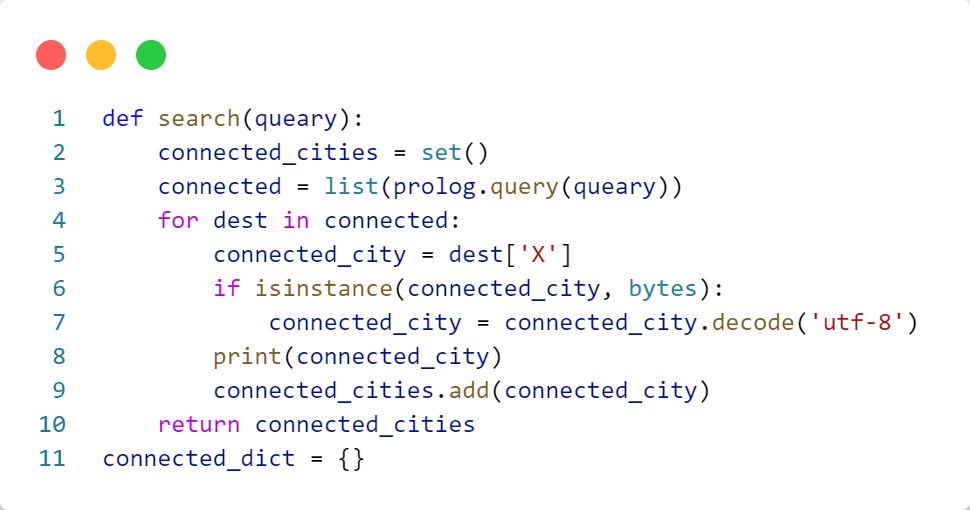 1 def search(queary):
2     connected_cities = set()
3     connected = list(prolog.query(queary))
4     for dest in connected:
5         connected_city = dest['X']
6         if isinstance(connected_city, bytes):
7             connected_city = connected_city.decode('utf-8')
8         print(connected_city)
9         connected_cities.add(connected_city)
10     return connected_cities
11 connected_dict = {}